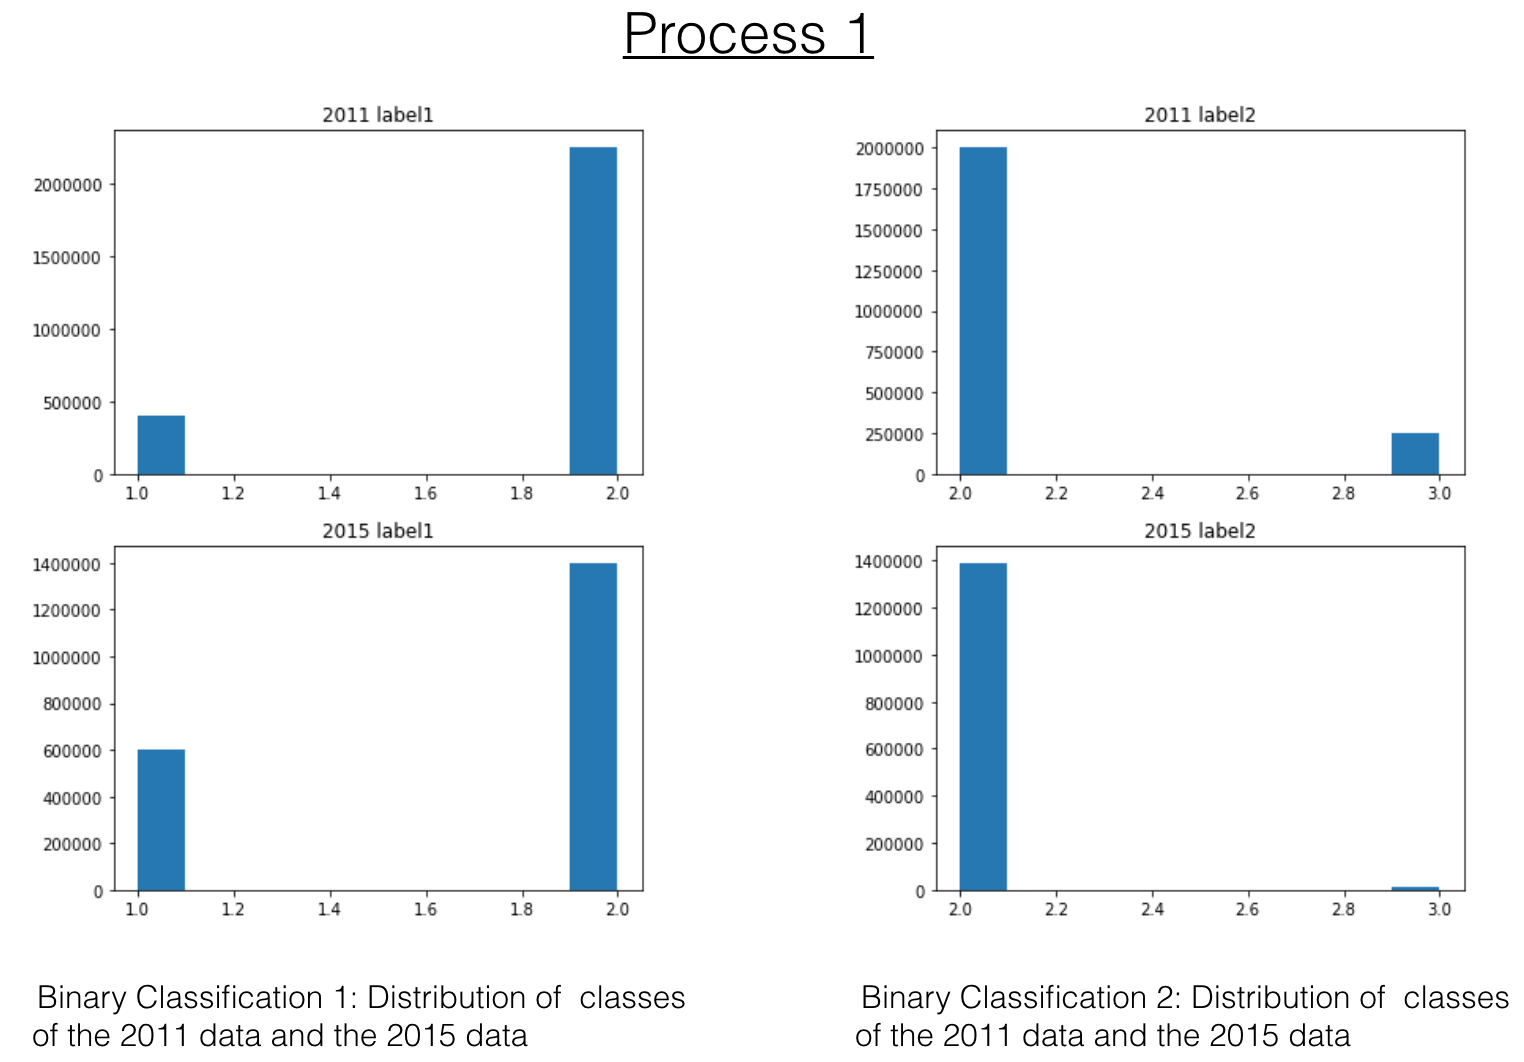 Process 1
2011 label1
2000000
1500000
1000000
500000
0
1.0 1.2 1.4 1.6 1.8 2.0
2011 label2
2000000
1750000
1500000
1250000
1000000
750000
500000
250000
0
2.0 2.2 2.4 2.6 2.8 3.0
2015 label1
1400000
1200000
1000000
800000
600000
400000
200000
0
1.0 1.2 1.4 1.6 1.8 2.0
2015 label2
1400000
1200000
1000000
800000
600000
400000
200000
0
2.0 2.2 2.4 2.6 2.8 3.0
Binary Classification 1: Distribution of classes
of the 2011 data and the 2015 data
Binary Classification 2: Distribution of classes
of the 2011 data and the 2015 data